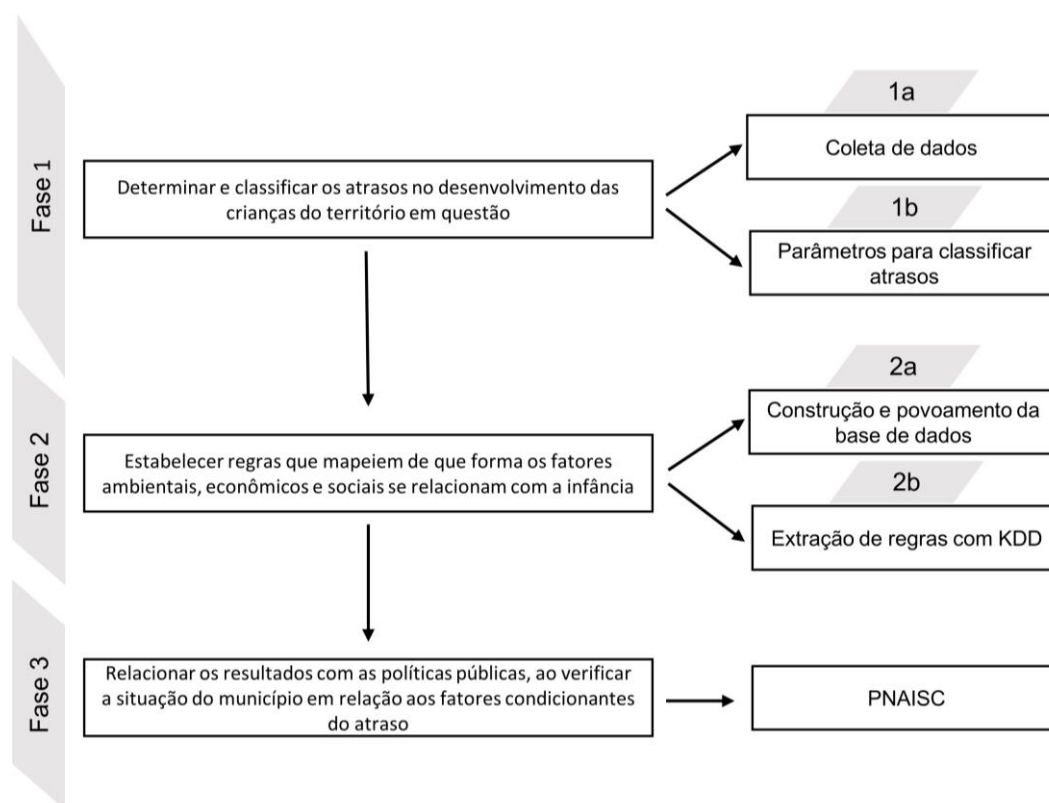 Fase 1
Determinar e classificar os atrasos no desenvolvimento das
crianças do território em questão
1a
Coleta de dados
1b
Parâmetros para classificar
atrasos
Fase 2
Estabelecer regras que mapeiem de que forma os fatores
ambientais, econômicos e sociais se relacionam com a infância
2a
Construção e povoamento da
base de dados
2b
Extração de regras com KDD
Fase 3
Relacionar os resultados com as políticas públicas, ao verificar
a situação do município em relação aos fatores condicionantes
do atraso
PNAISC